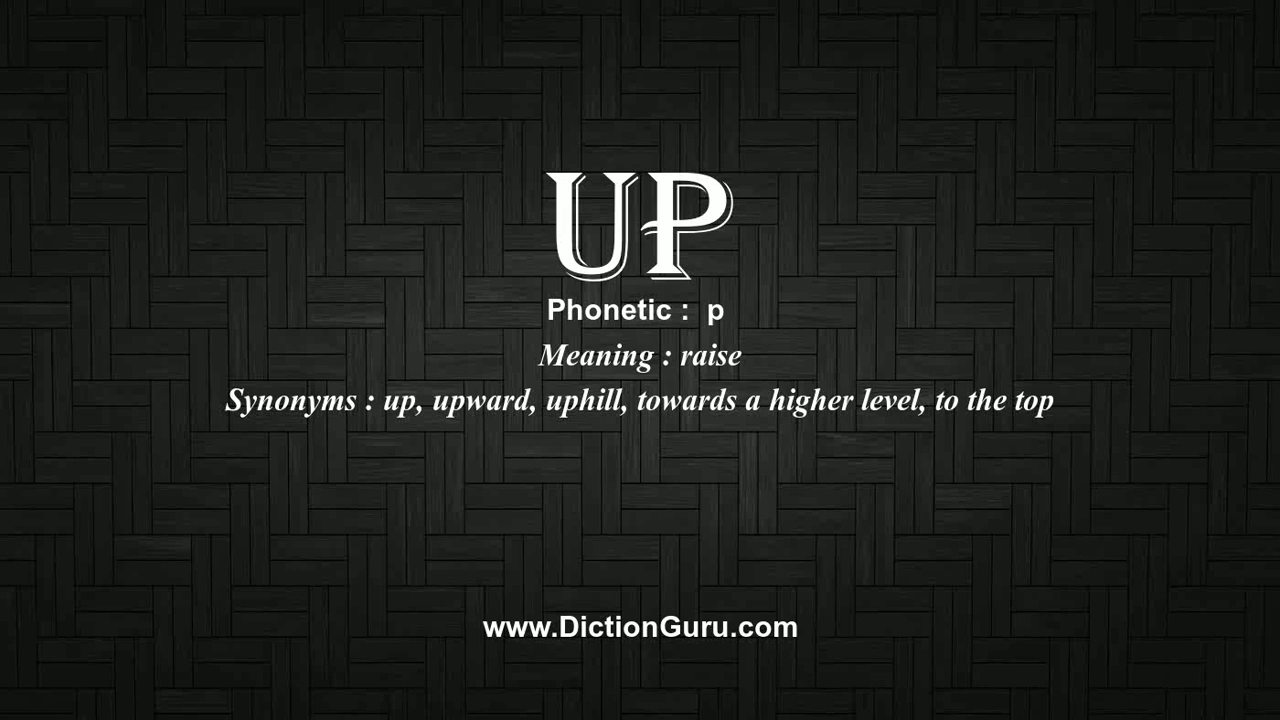 UP
Phonetic : p
Meaning : raise
Synonyms : up, upward, uphill, towards a higher level, to the top
www.DictionGuru.com